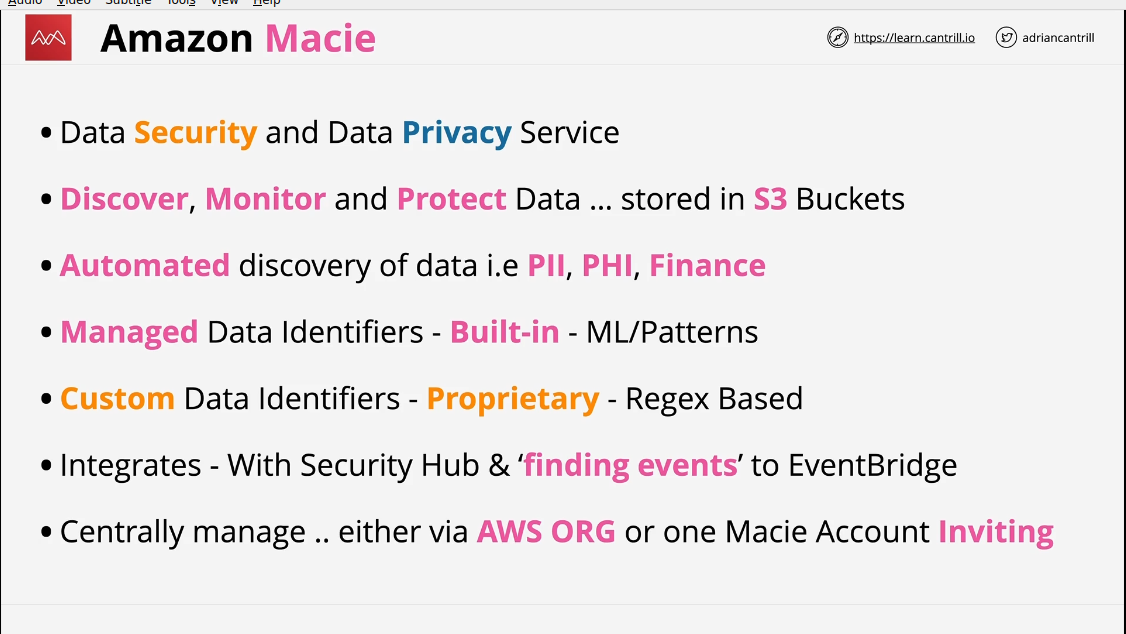 Audio Video Subtitle Tools View Help
Amazon Macie
https://learn.cantrill.io adriancantrill
• Data Security and Data Privacy Service
• Discover, Monitor and Protect Data ... stored in S3 Buckets
• Automated discovery of data i.e PII, PHI, Finance
• Managed Data Identifiers - Built-in - ML/Patterns
• Custom Data Identifiers - Proprietary - Regex Based
• Integrates - With Security Hub & ‘finding events’ to EventBridge
• Centrally manage .. either via AWS ORG or one Macie Account Inviting